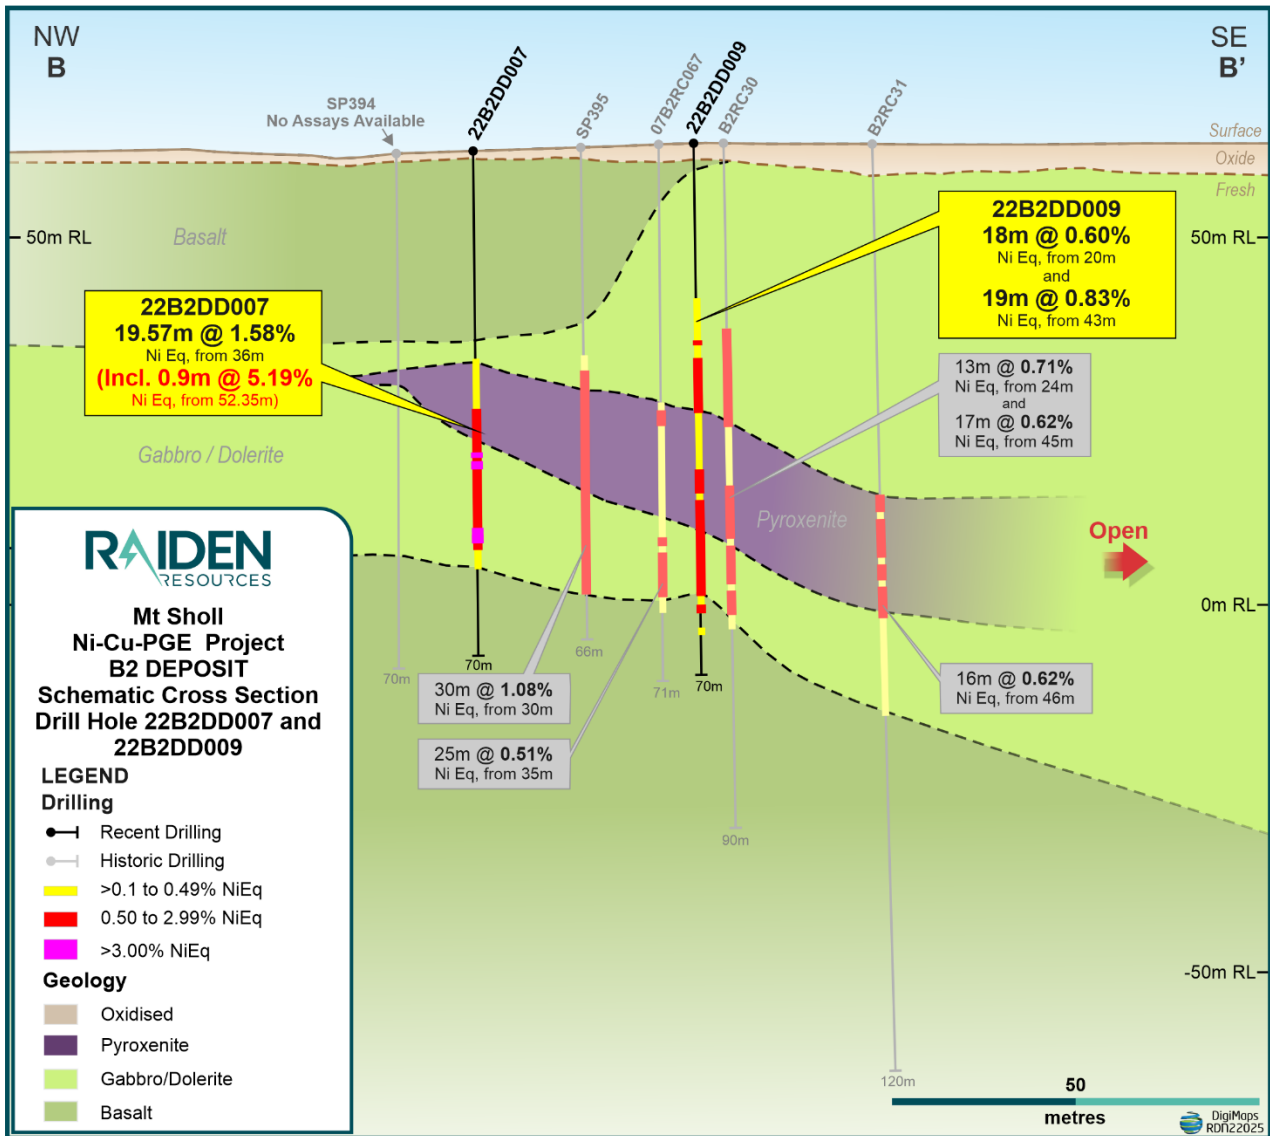 NW
B
SE
B'
SP394
No Assays Available
22B2DD007
SP395
07B2RC067
22B2DD009
B2RC30
B2RC31
Surface
Oxide
Fresh
50m RL
50m RL
Basalt
22B2DD009
18m @ 0.60%
Ni Eq, from 20m
and
19m @ 0.83%
Ni Eq, from 43m
22B2DD007
19.57m @ 1.58%
Ni Eq, from 36m
(Incl. 0.9m @ 5.19%
Ni Eq, from 52.35m)
13m @ 0.71%
Ni Eq, from 24m
and
17m @ 0.62%
Ni Eq, from 45m
Gabbro / Dolerite
Pyroxenite
Open
0m RL
70m
70m
66m
71m
70m
30m @ 1.08%
Ni Eq, from 30m
25m @ 0.51%
Ni Eq, from 35m
16m @ 0.62%
Ni Eq, from 46m
90m
-50m RL
120m
RAIDEN
RESOURCES
Mt Sholl
Ni-Cu-PGE Project
B2 DEPOSIT
Schematic Cross Section
Drill Hole 22B2DD007 and
22B2DD009
LEGEND
Drilling
Recent Drilling
Historic Drilling
>0.1 to 0.49% NiEq
0.50 to 2.99% NiEq
>3.00% NiEq
Geology
Oxidised
Pyroxenite
Gabbro/Dolerite
Basalt
50
metres
DigiMaps
RDN22025